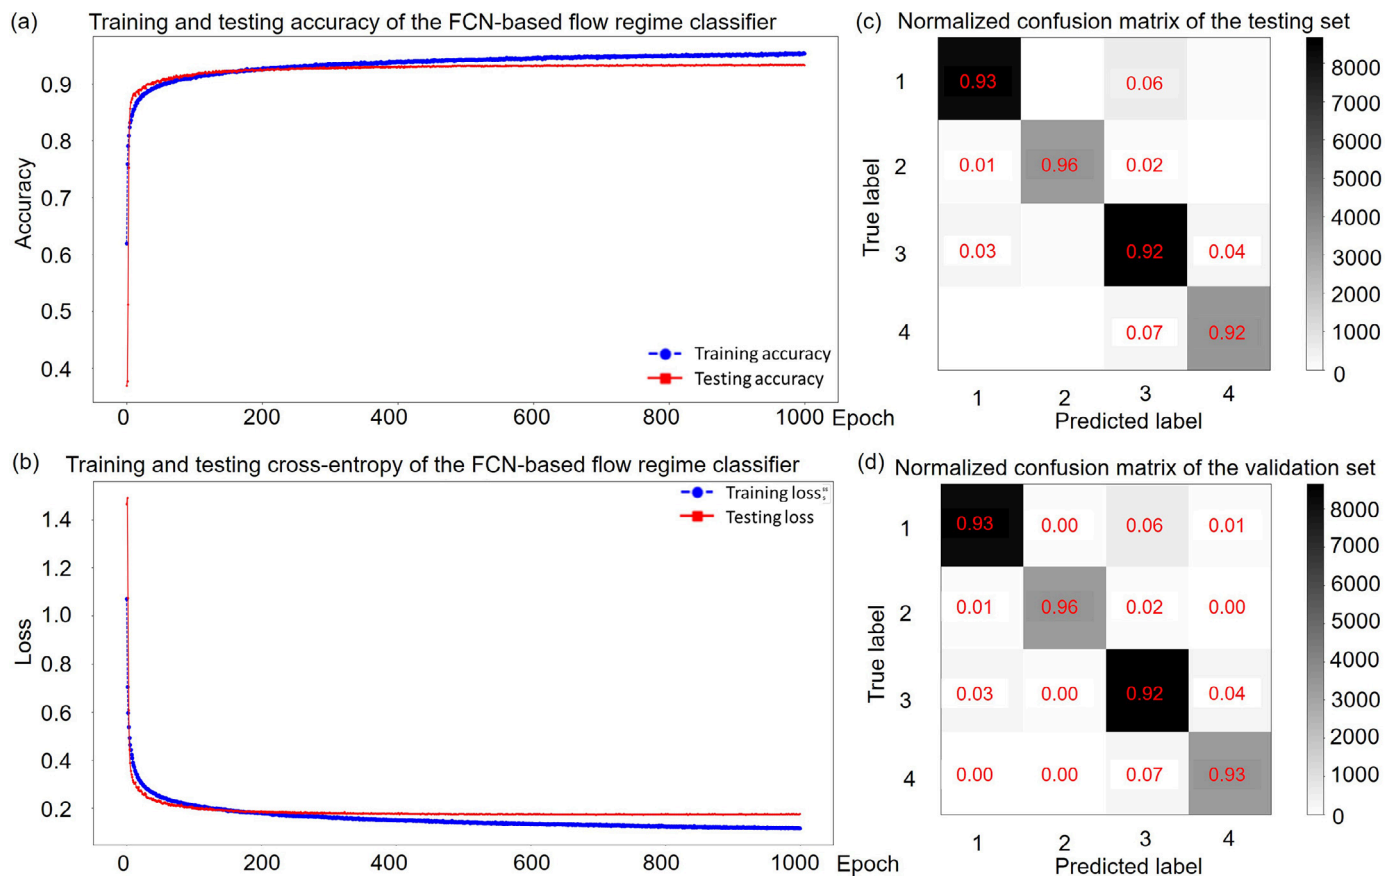 (a) Training and testing accuracy of the FCN-based flow regime classifier
0.9
0.8
0.7
0.6
0.5
0.4
Accuracy
Training accuracy
Testing accuracy
0 200 400 600 800 1000 Epoch
(b) Training and testing cross-entropy of the FCN-based flow regime classifier
1.4
1.2
1.0
0.8
0.6
0.4
0.2
Loss
Training loss
Testing loss
0 200 400 600 800 1000 Epoch
(c) Normalized confusion matrix of the testing set
True label
1 0.93 0.06
2 0.01 0.96 0.02
3 0.03 0.92 0.04
4 0.07 0.92
1 2 3 4
Predicted label
8000
7000
6000
5000
4000
3000
2000
1000
0
(d) Normalized confusion matrix of the validation set
True label
1 0.93 0.00 0.06 0.01
2 0.01 0.96 0.02 0.00
3 0.03 0.00 0.92 0.04
4 0.00 0.00 0.07 0.93
1 2 3 4
Predicted label
8000
7000
6000
5000
4000
3000
2000
1000
0